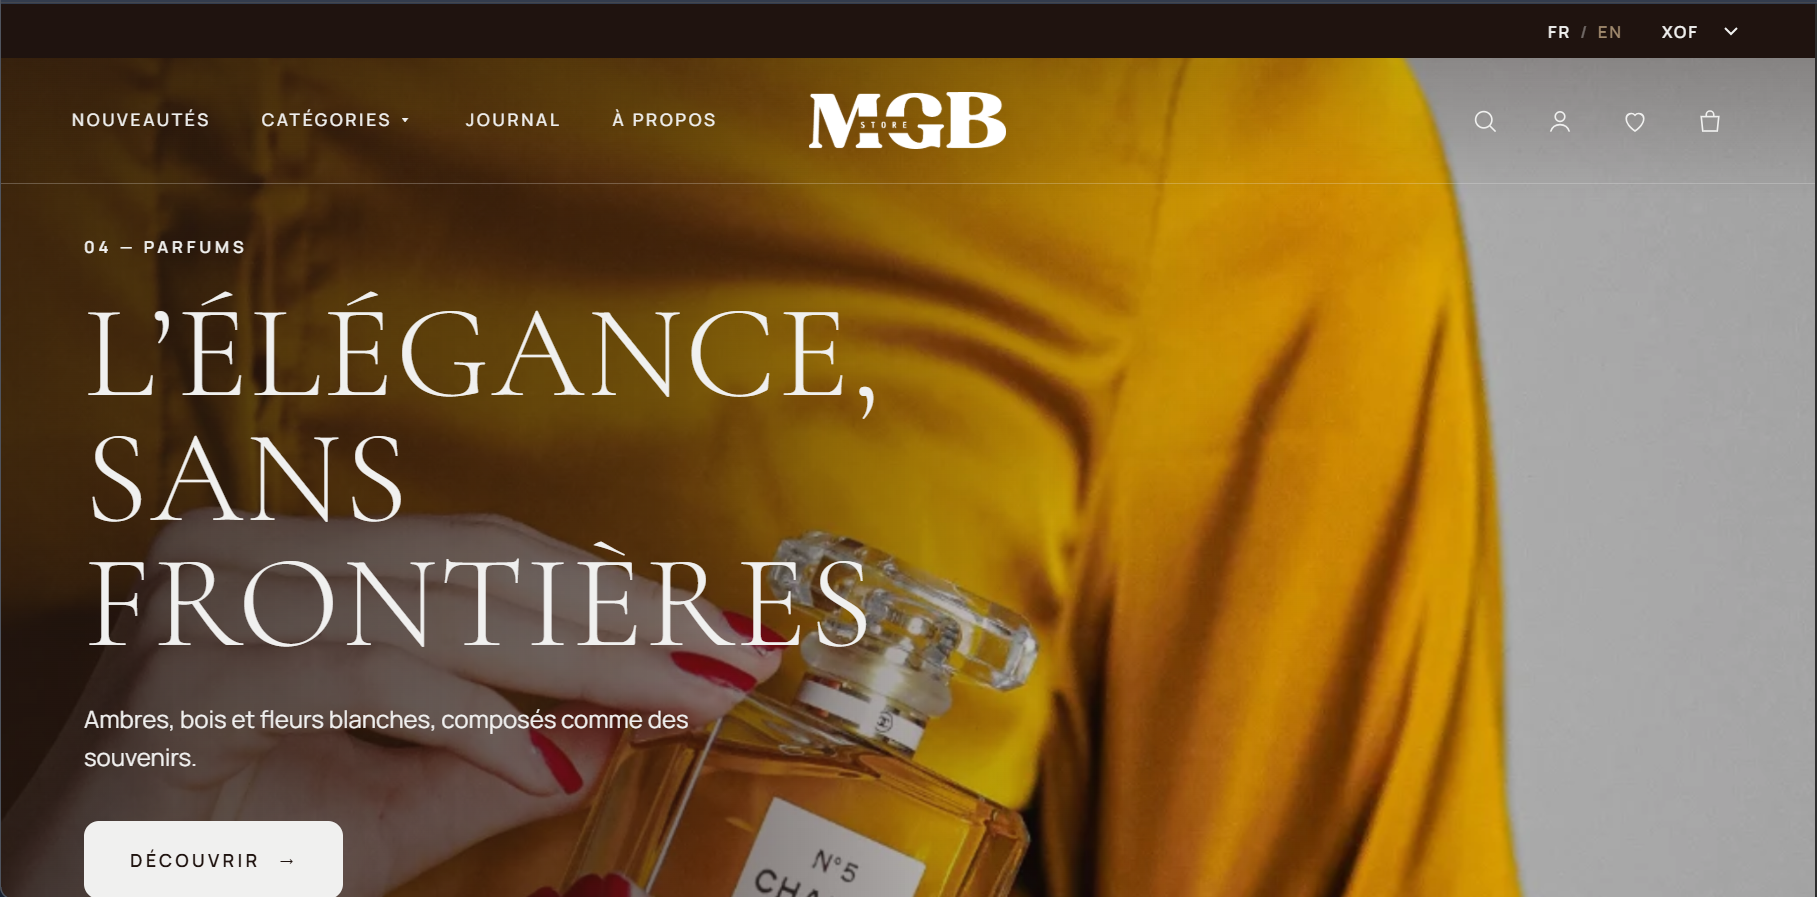 FR / EN XOF
NOUVEAUTÉS CATÉGORIES JOURNAL À PROPOS
MGB
STORE
04 — PARFUMS
L’ÉLÉGANCE,
SANS
FRONTIÈRES
Ambres, bois et fleurs blanches, composés comme des
souvenirs.
DÉCOUVRIR →
N°5
CHA